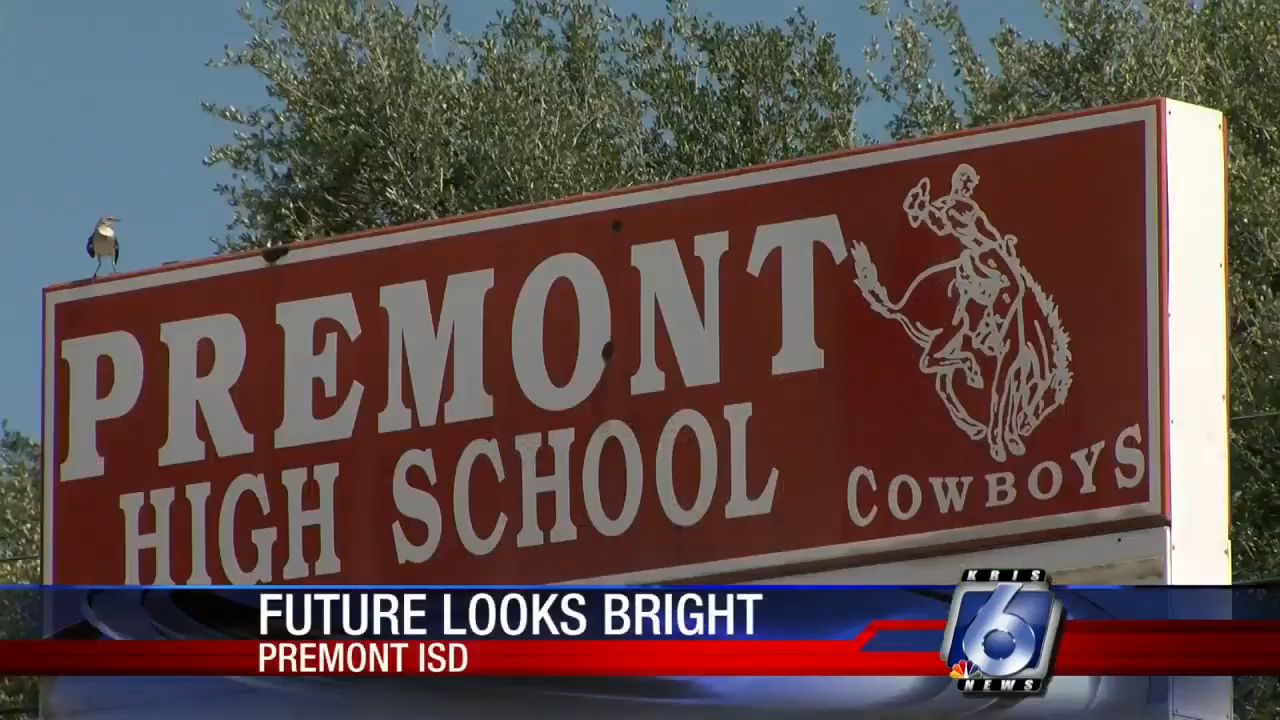 PREMONT
HIGH SCHOOL
COWBOYS
FUTURE LOOKS BRIGHT
PREMONT ISD
KRIS
6
NEWS